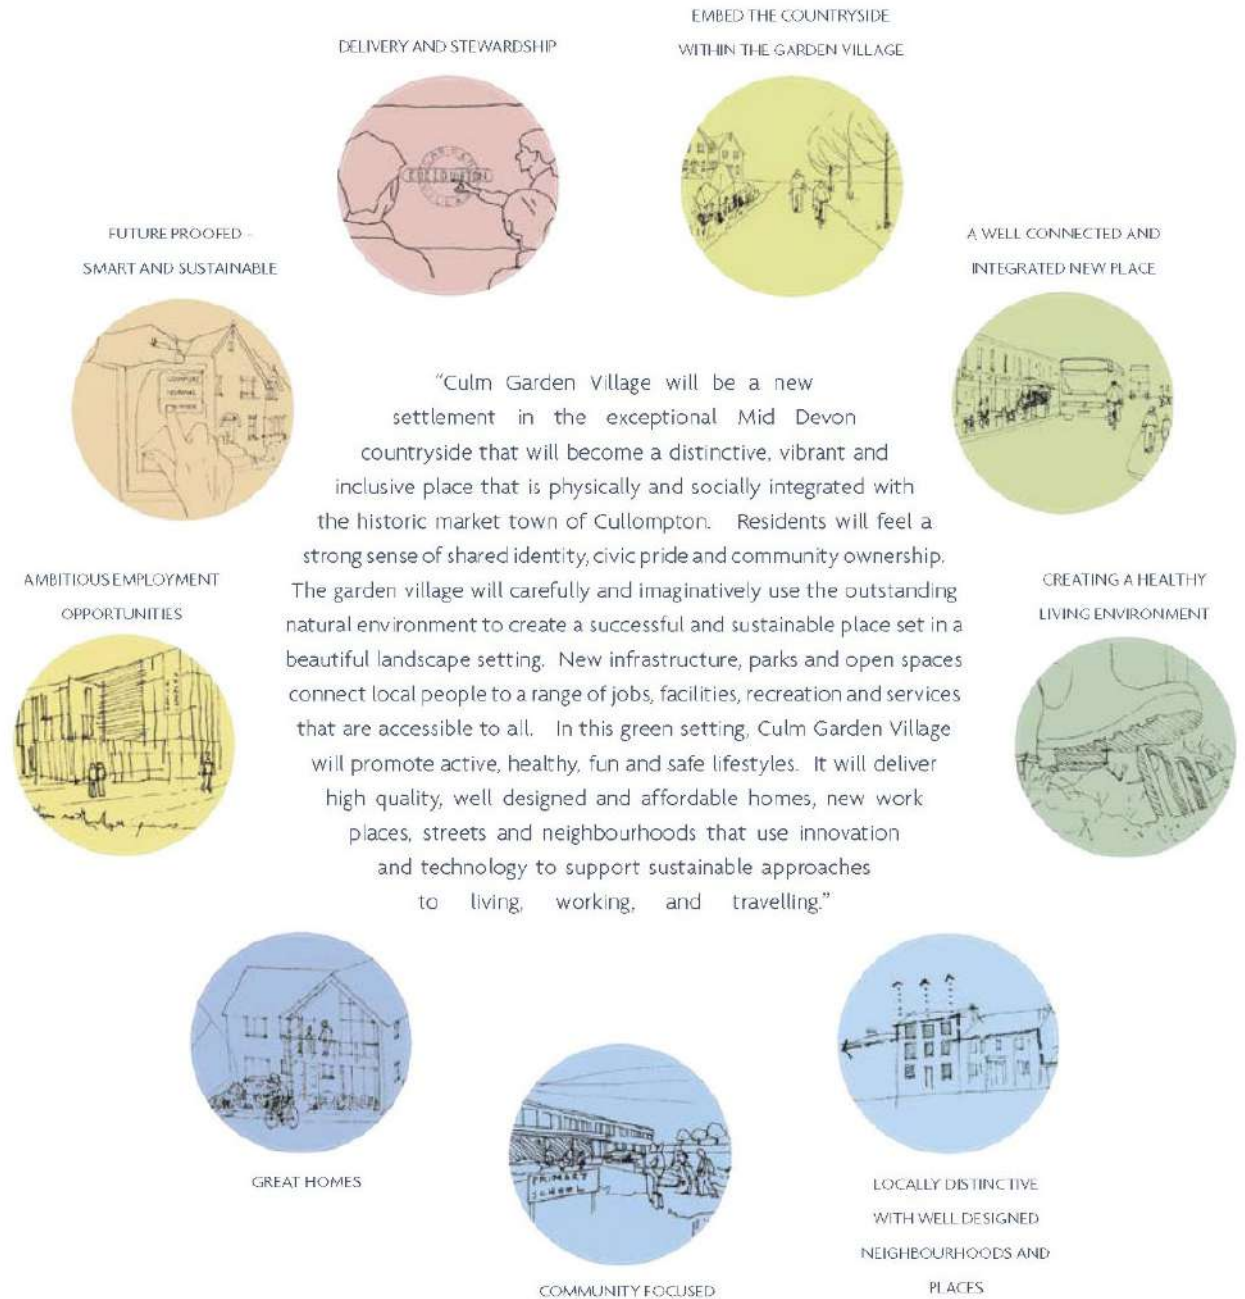 EMBED THE COUNTRYSIDE
WITHIN THE GARDEN VILLAGE
DELIVERY AND STEWARDSHIP
FUTURE PROOFED –
SMART AND SUSTAINABLE
A WELL CONNECTED AND
INTEGRATED NEW PLACE
"Culm Garden Village will be a new
settlement in the exceptional Mid Devon
countryside that will become a distinctive, vibrant and
inclusive place that is physically and socially integrated with
the historic market town of Cullompton. Residents will feel a
strong sense of shared identity, civic pride and community ownership.
The garden village will carefully and imaginatively use the outstanding
natural environment to create a successful and sustainable place set in a
beautiful landscape setting. New infrastructure, parks and open spaces
connect local people to a range of jobs, facilities, recreation and services
that are accessible to all. In this green setting, Culm Garden Village
will promote active, healthy, fun and safe lifestyles. It will deliver
high quality, well designed and affordable homes, new work
places, streets and neighbourhoods that use innovation
and technology to support sustainable approaches
to living, working, and travelling."
AMBITIOUS EMPLOYMENT
OPPORTUNITIES
CREATING A HEALTHY
LIVING ENVIRONMENT
GREAT HOMES
PRIMARY
SCHOOL
COMMUNITY FOCUSED
LOCALLY DISTINCTIVE
WITH WELL DESIGNED
NEIGHBOURHOODS AND
PLACES